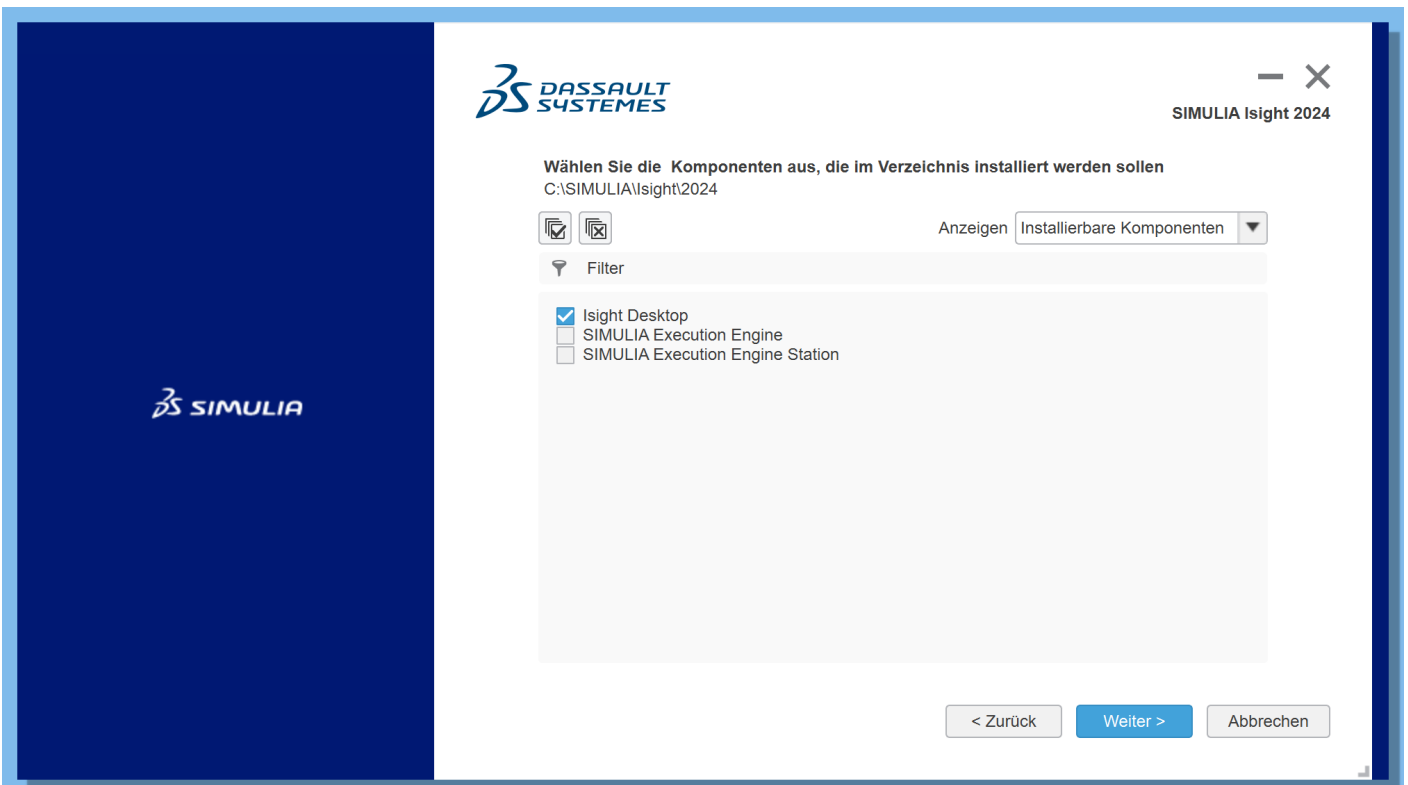 DASSAULT
SYSTEMES
SIMULIA Isight 2024
Wählen Sie die  Komponenten aus, die im Verzeichnis installiert werden sollen
C:\SIMULIA\Isight\2024
Anzeigen Installierbare Komponenten
Filter
Isight Desktop
SIMULIA Execution Engine
SIMULIA Execution Engine Station
SIMULIA
< Zurück Weiter > Abbrechen